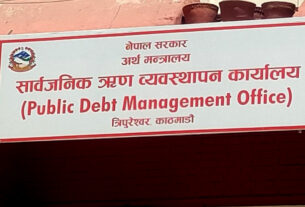 नेपाल सरकार
अर्थ मन्त्रालय
सार्वजनिक ऋण व्यवस्थापन कार्यालय
(Public Debt Management Office)
त्रिपुरेश्वर, काठमाडौं